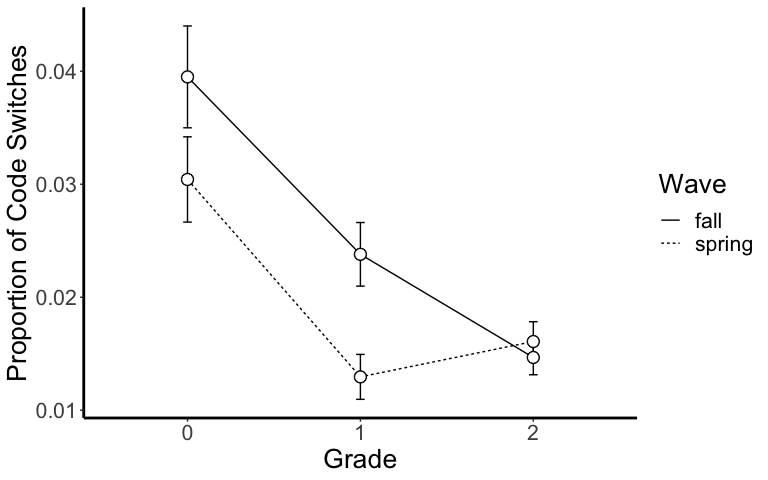 Proportion of Code Switches
0.04
0.03
0.02
0.01
0 1 2
Grade
Wave
fall
spring